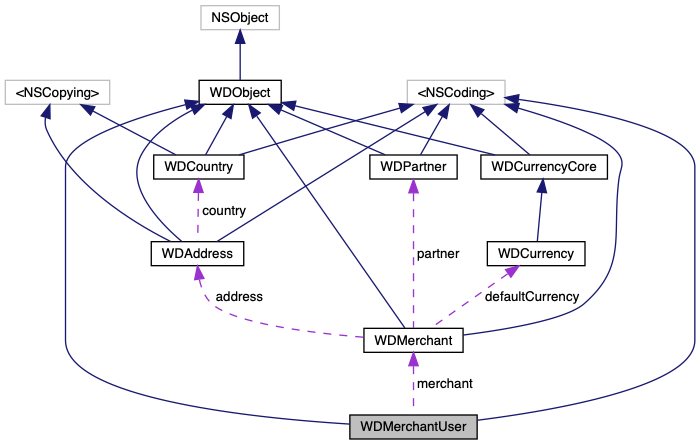 NSObject
<NSCopying>
WDObject
<NSCoding>
WDCountry
WDPartner
WDCurrencyCore
country
WDAddress
partner
WDCurrency
address
defaultCurrency
WDMerchant
merchant
WDMerchantUser